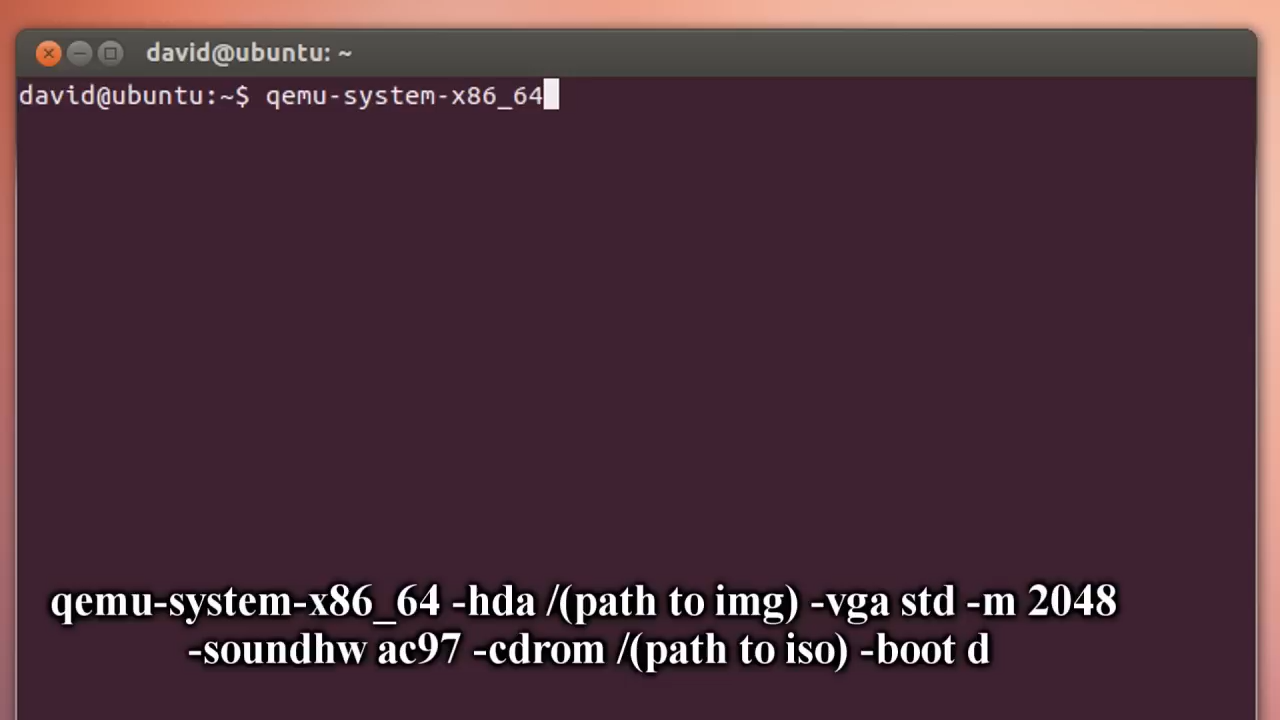 david@ubuntu: ~
david@ubuntu:~$ qemu-system-x86_64
qemu-system-x86_64 -hda /(path to img) -vga std -m 2048
-soundhw ac97 -cdrom /(path to iso) -boot d